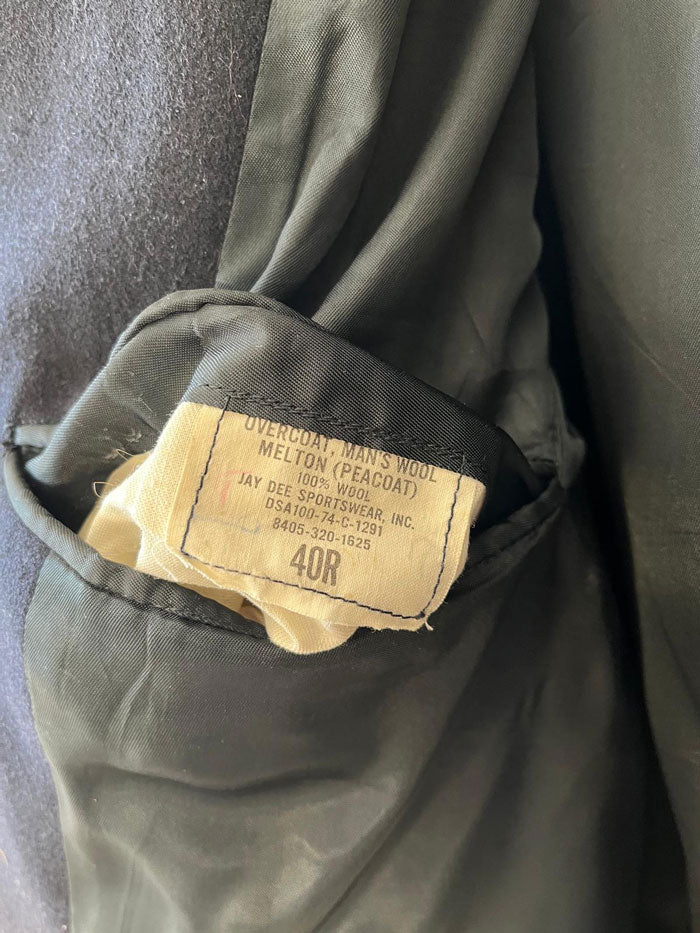 OVERCOAT, MAN'S WOOL
MELTON (PEACOAT)
100% WOOL
JAY DEE SPORTSWEAR, INC.
DSA100-74-C-1291
8405-320-1625
40R